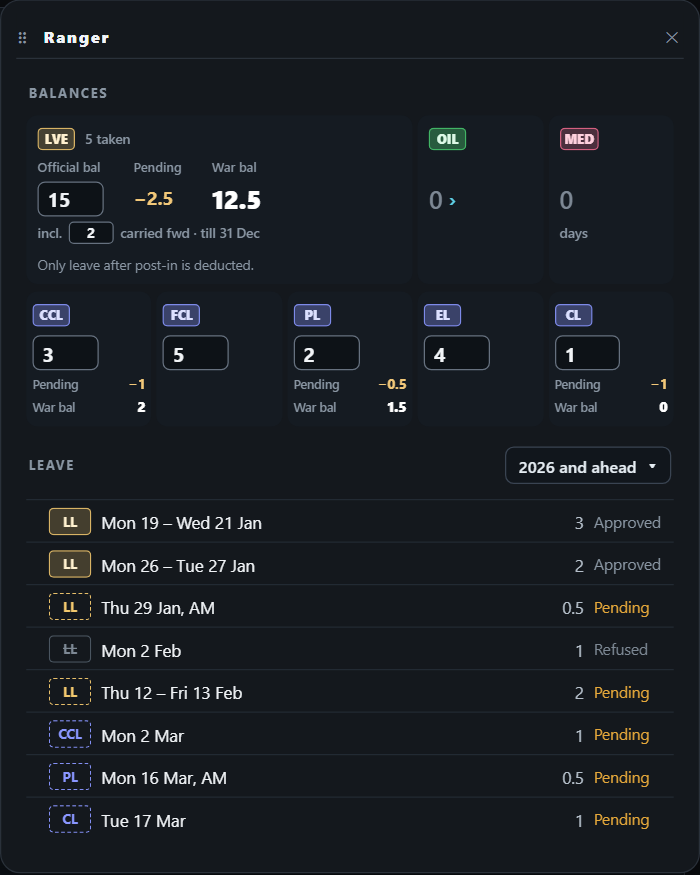 Ranger
BALANCES
LVE 5 taken
Official bal Pending War bal
15 −2.5 12.5
incl. 2 carried fwd · till 31 Dec
Only leave after post-in is deducted.
OIL
0 ›
MED
0
days
CCL
3
Pending −1
War bal 2
FCL
5
PL
2
Pending −0.5
War bal 1.5
EL
4
CL
1
Pending −1
War bal 0
LEAVE 2026 and ahead
LL Mon 19 – Wed 21 Jan 3 Approved
LL Mon 26 – Tue 27 Jan 2 Approved
LL Thu 29 Jan, AM 0.5 Pending
LL Mon 2 Feb 1 Refused
LL Thu 12 – Fri 13 Feb 2 Pending
CCL Mon 2 Mar 1 Pending
PL Mon 16 Mar, AM 0.5 Pending
CL Tue 17 Mar 1 Pending